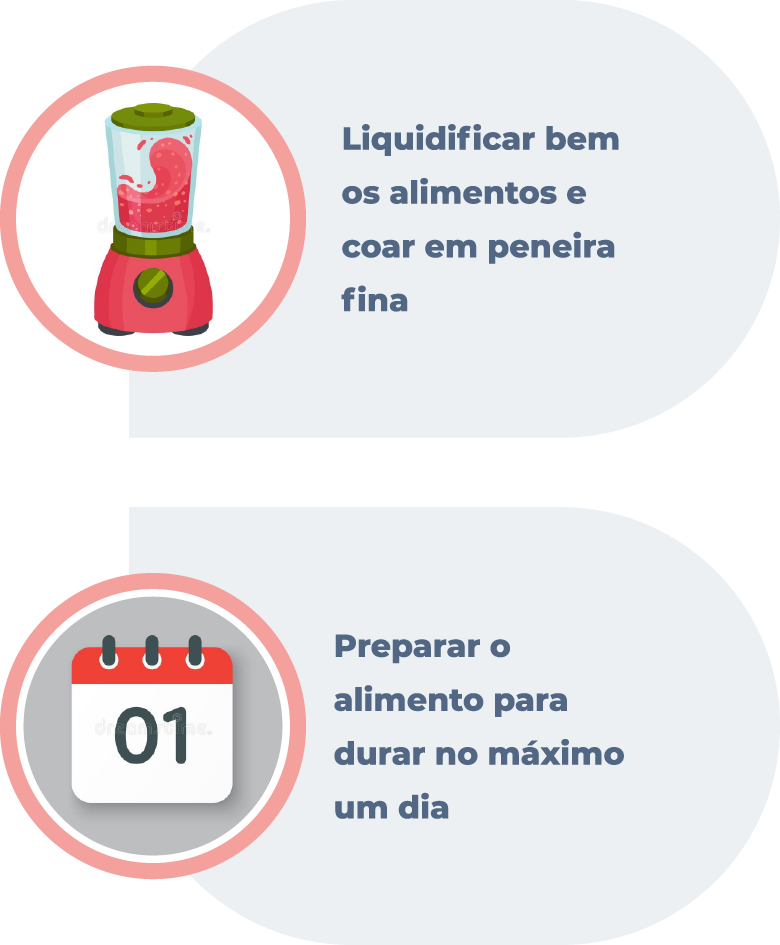 Liquidificar bem
os alimentos e
coar em peneira
fina
Preparar o
alimento para
durar no máximo
um dia
01